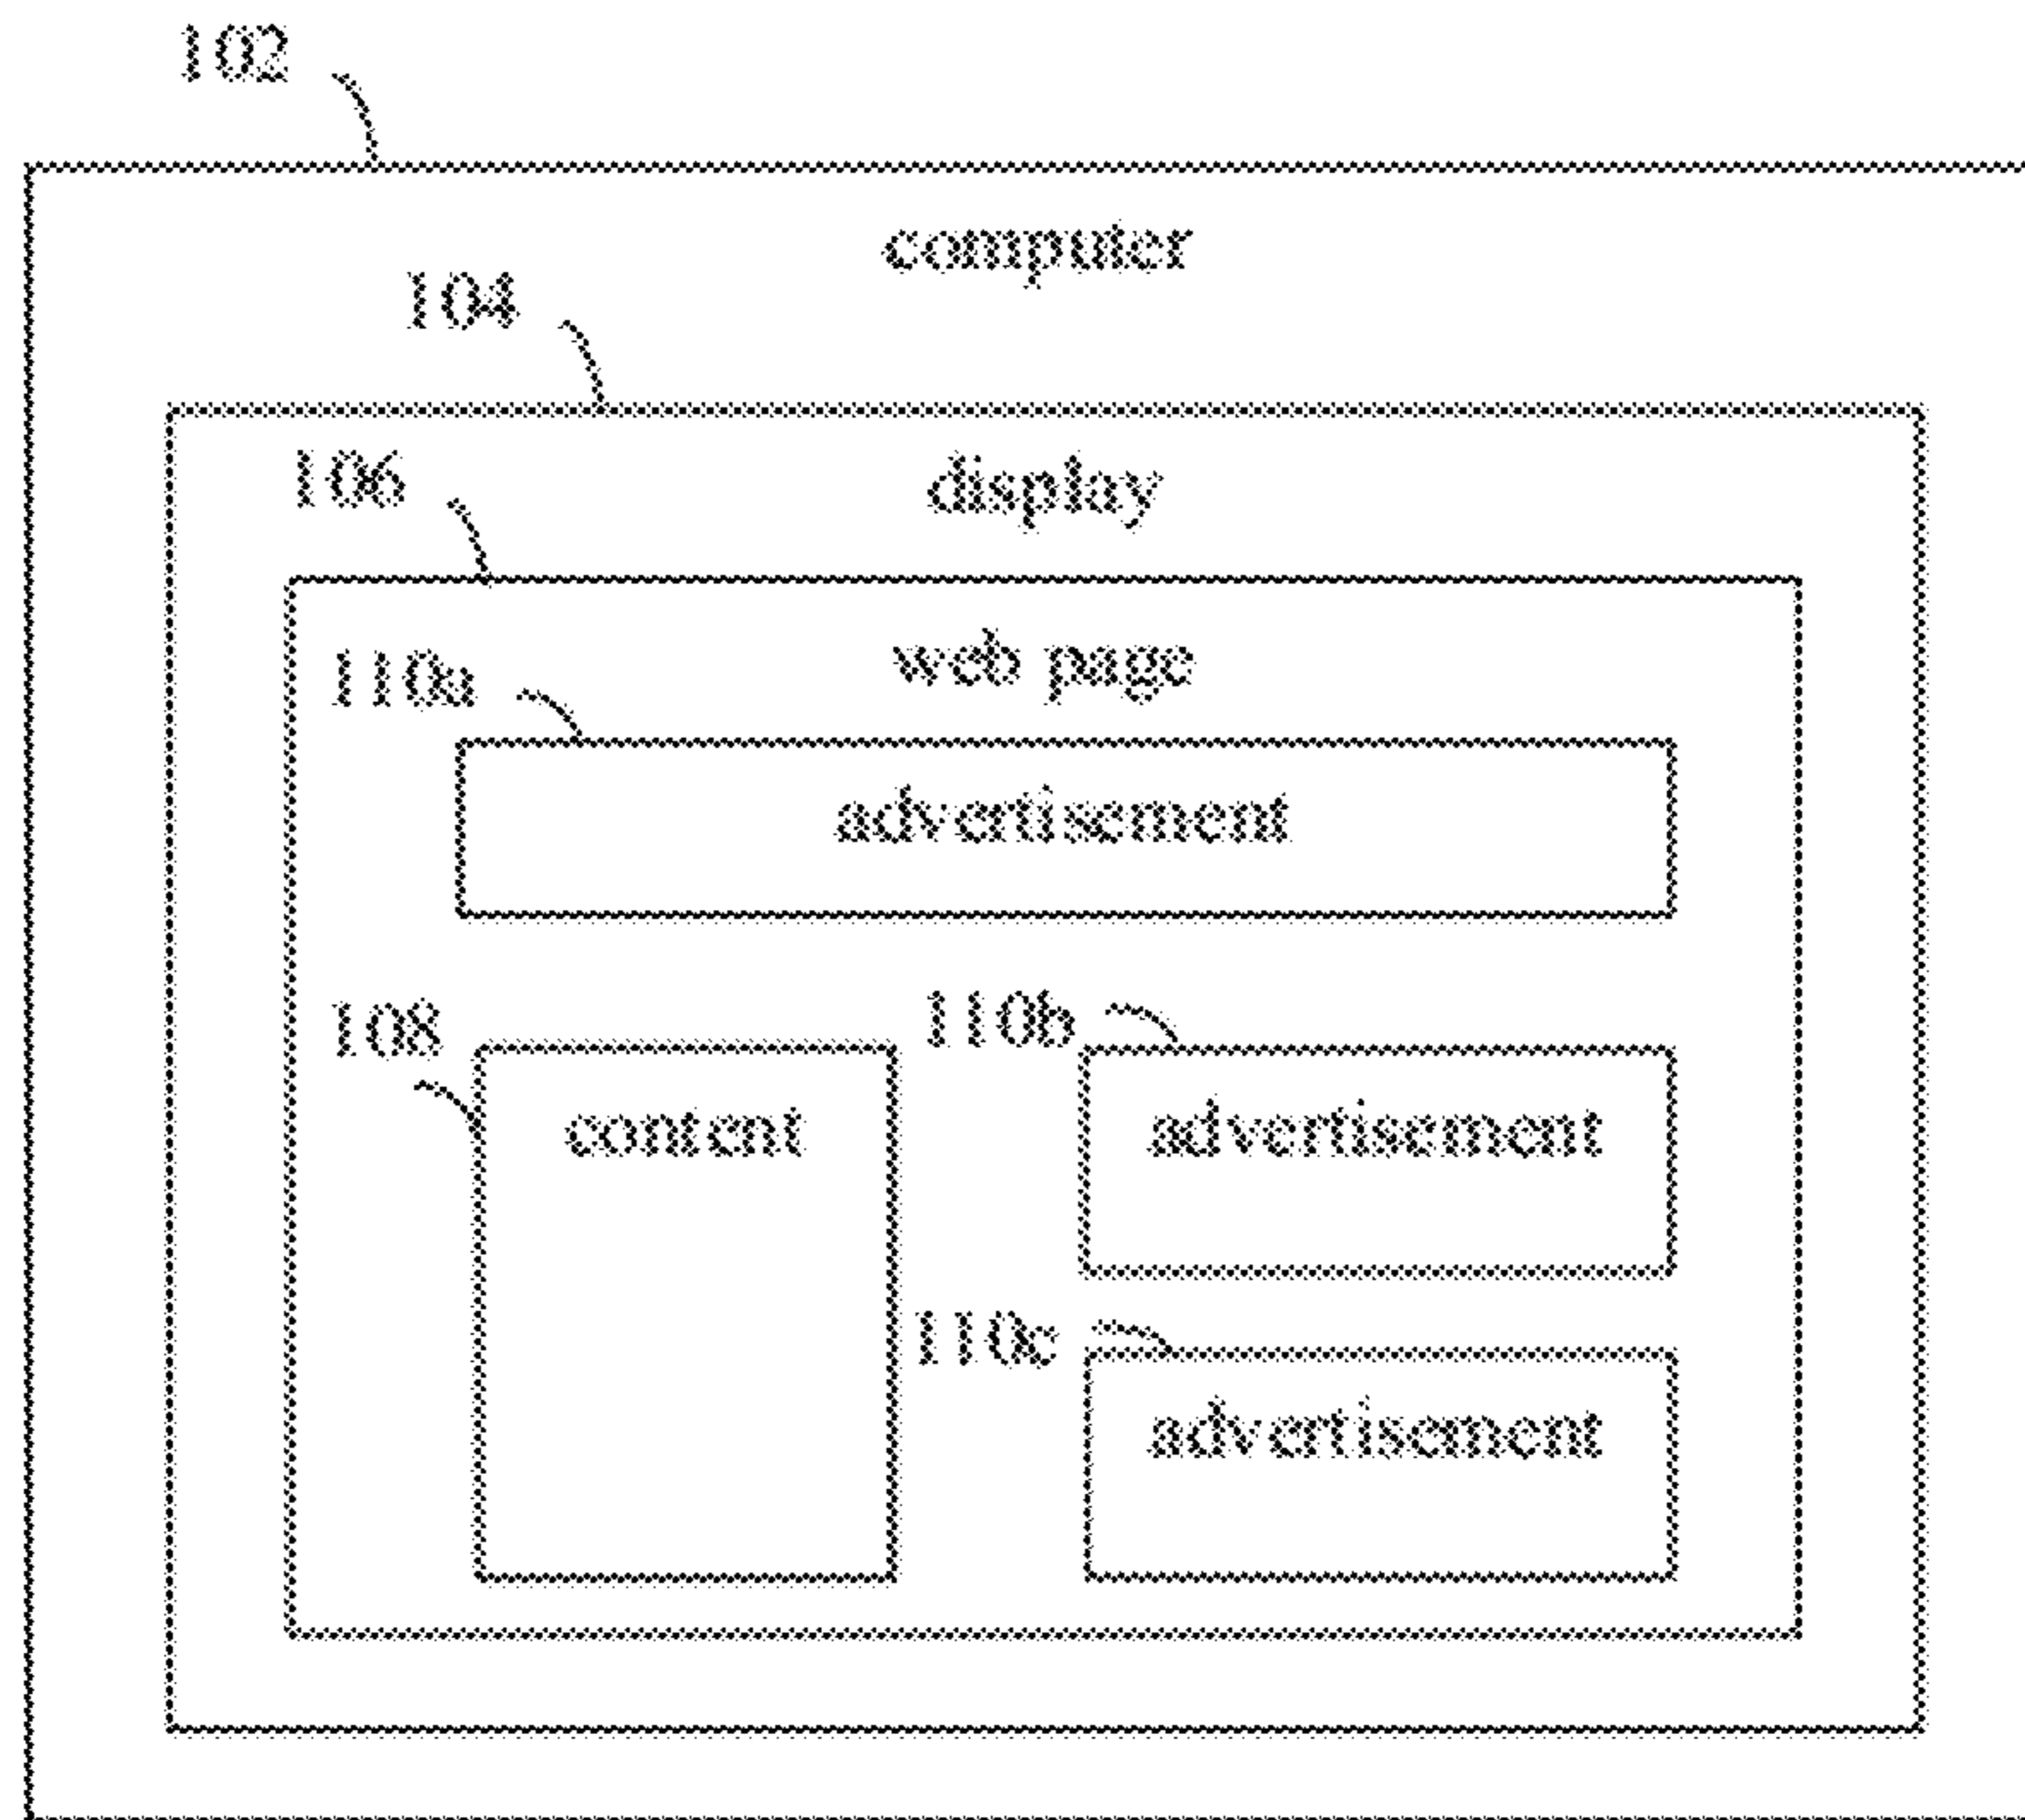 102
computer
104
106
display
110a
web page
advertisement
108
110b
content
advertisement
110c
advertisement